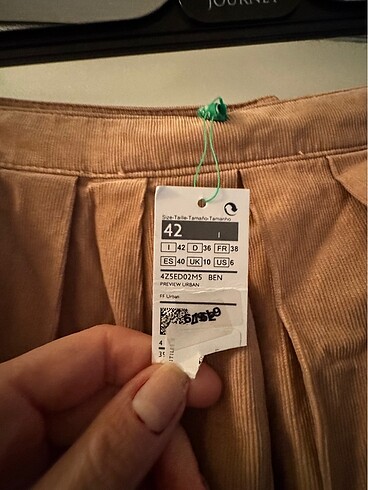 JOURNEY
Size-Taille-Tamaño-Tamanho
42 I
I 42 D 36 FR 38
ES 40 UK 10 US 6
4Z5ED02M5 BEN
PREVIEW URBAN
FF Urban